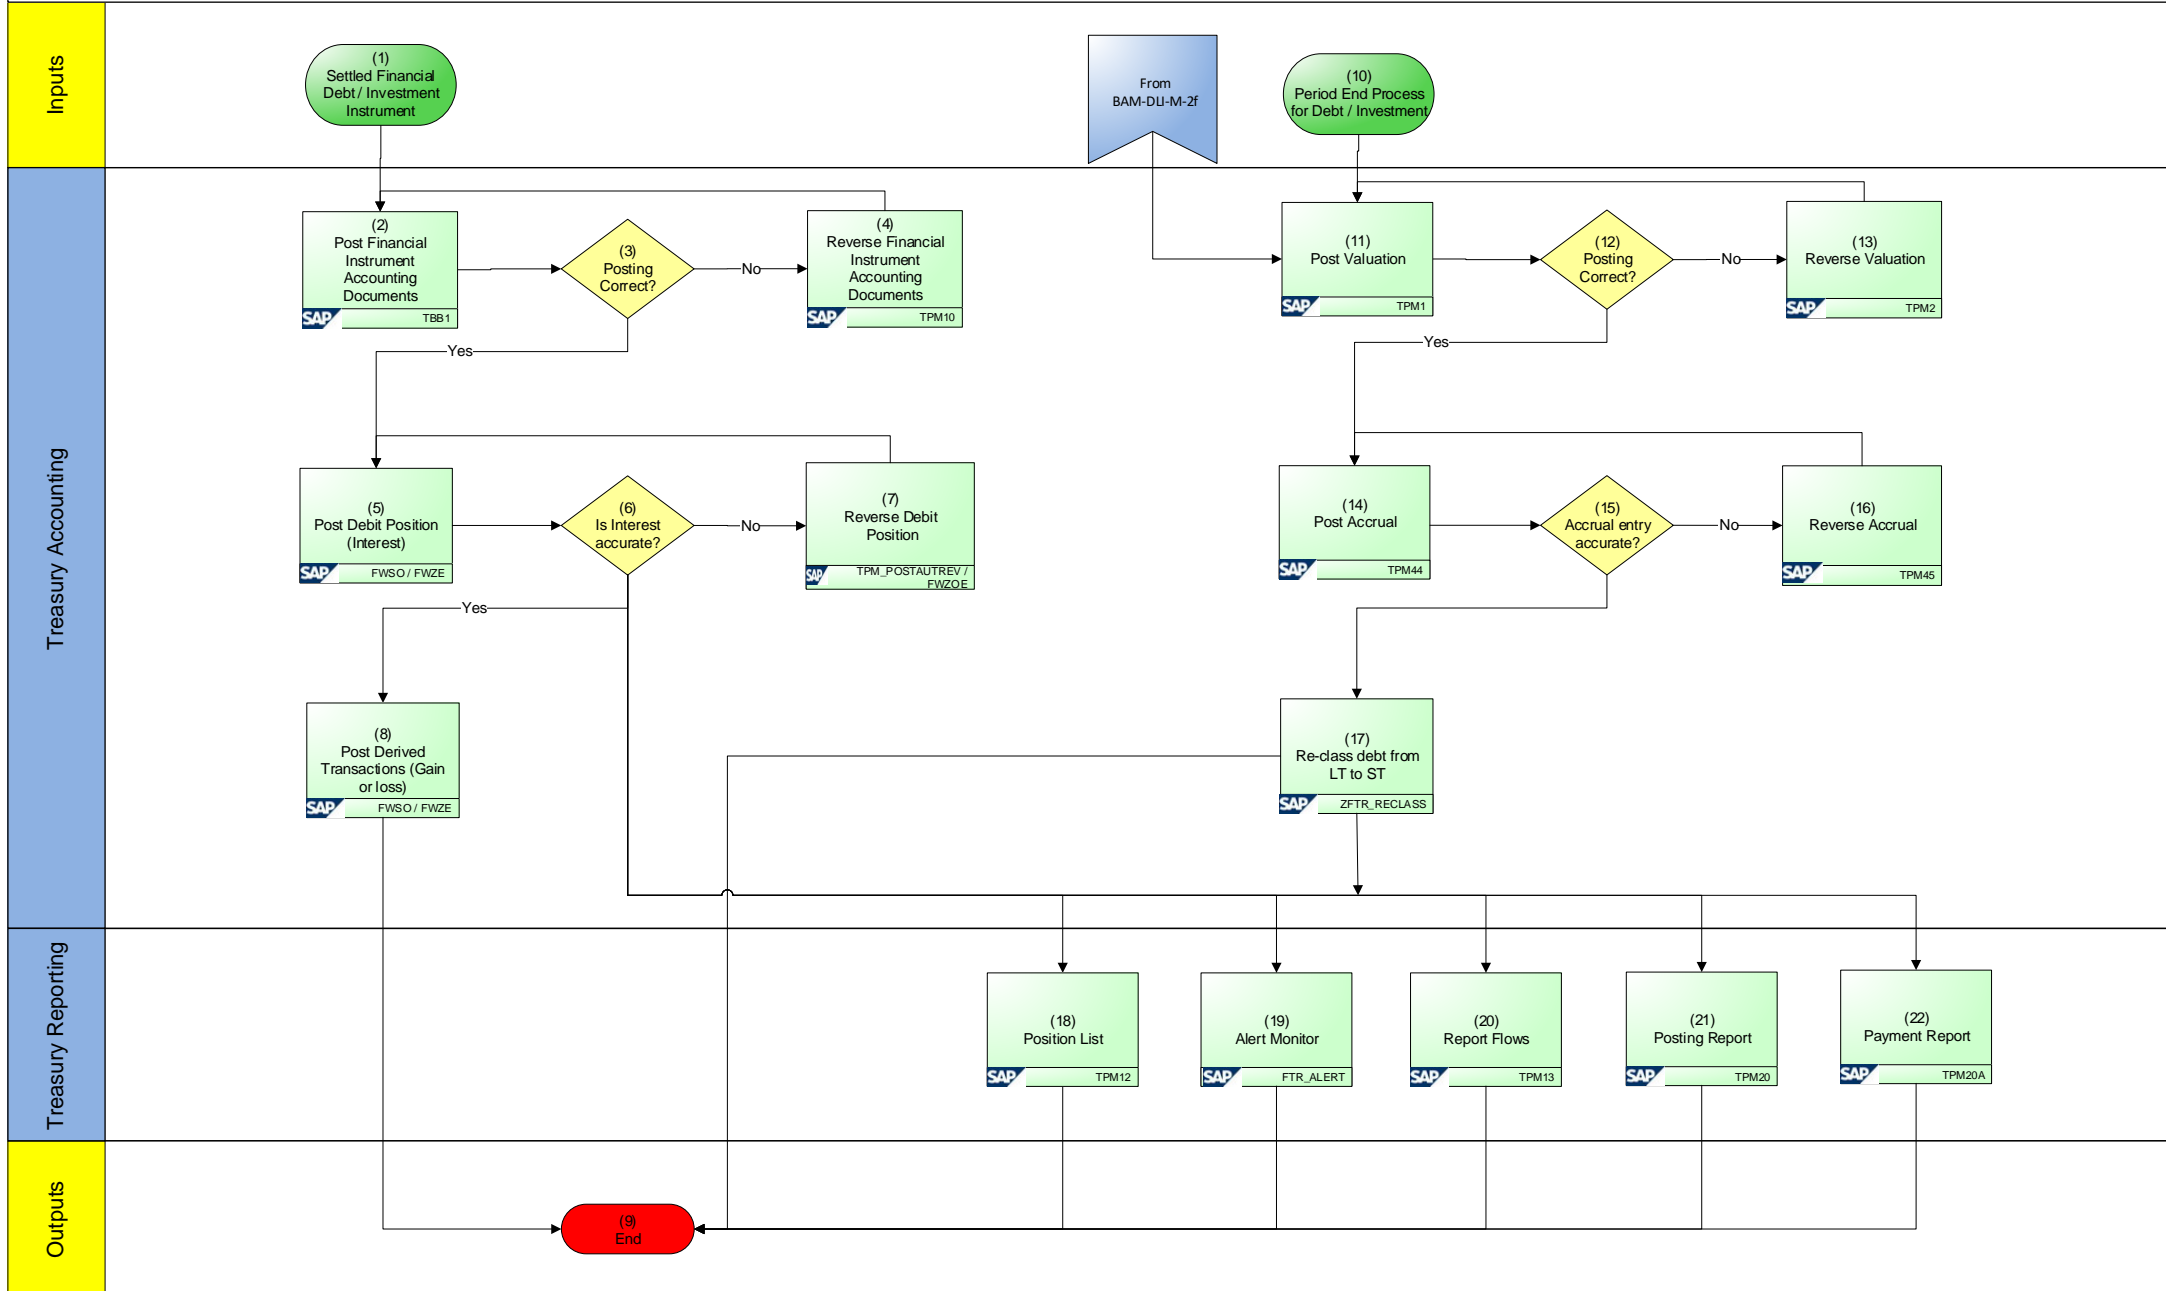 Inputs
(1)
Settled Financial
Debt / Investment
Instrument
From
BAM-DLI-M-2f
(10)
Period End Process
for Debt / Investment
Treasury Accounting
(2)
Post Financial
Instrument
Accounting
Documents
SAP
TBB1
(3)
Posting
Correct?
No
(4)
Reverse Financial
Instrument
Accounting
Documents
SAP
TPM10
Yes
(11)
Post Valuation
SAP
TPM1
(12)
Posting
Correct?
No
(13)
Reverse Valuation
SAP
TPM2
Yes
(5)
Post Debit Position
(Interest)
SAP
FWSO / FWZE
(6)
Is Interest
accurate?
No
(7)
Reverse Debit
Position
SAP
TPM_POSTAUTREV /
FWZOE
Yes
(14)
Post Accrual
SAP
TPM44
(15)
Accrual entry
accurate?
No
(16)
Reverse Accrual
SAP
TPM45
(8)
Post Derived
Transactions (Gain
or loss)
SAP
FWSO / FWZE
(17)
Re-class debt from
LT to ST
SAP
ZFTR_RECLASS
Treasury Reporting
(18)
Position List
SAP
TPM12
(19)
Alert Monitor
SAP
FTR_ALERT
(20)
Report Flows
SAP
TPM13
(21)
Posting Report
SAP
TPM20
(22)
Payment Report
SAP
TPM20A
Outputs
(9)
End